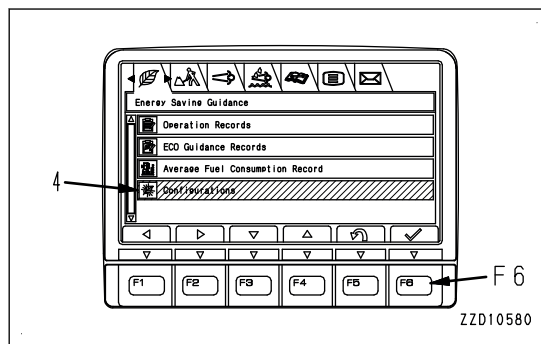 Energy Saving Guidance
Operation Records
ECO Guidance Records
Average Fuel Consumption Record
4
Configurations
F1 F2 F3 F4 F5 F6
F6
ZZD10580